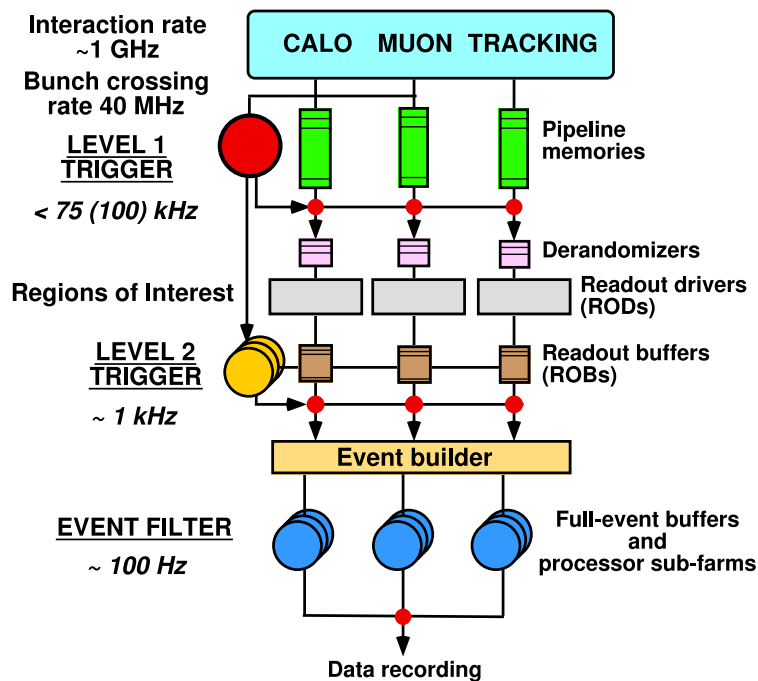 Interaction rate
~1 GHz
CALO MUON TRACKING
Bunch crossing
rate 40 MHz
LEVEL 1
TRIGGER
< 75 (100) kHz
Pipeline
memories
Derandomizers
Regions of Interest
Readout drivers
(RODs)
LEVEL 2
TRIGGER
~ 1 kHz
Readout buffers
(ROBs)
Event builder
EVENT FILTER
~ 100 Hz
Full-event buffers
and
processor sub-farms
Data recording